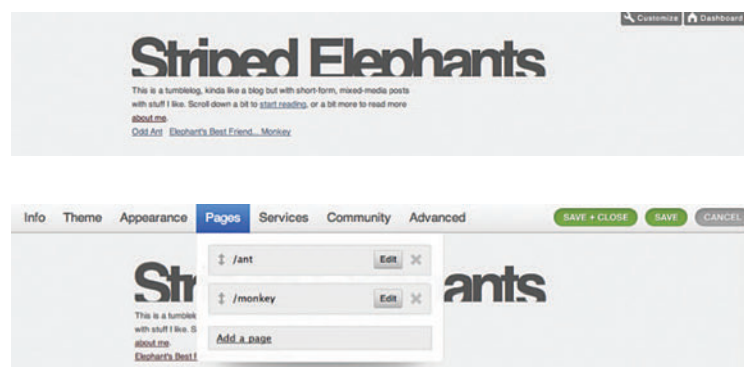 Customize Dashboard
Striped Elephants
This is a tumblelog, kinda like a blog but with short-form, mixed-media posts
with stuff I like. Scroll down a bit to start reading, or a bit more to read more
about me.
Odd Ant Elephant's Best Friend... Monkey
Info Theme Appearance Pages Services Community Advanced SAVE + CLOSE SAVE CANCEL
/ant Edit
Str ants
/monkey Edit
This is a tumblek
with stuff I like. S
Add a page
about me.
Elephant's Best F